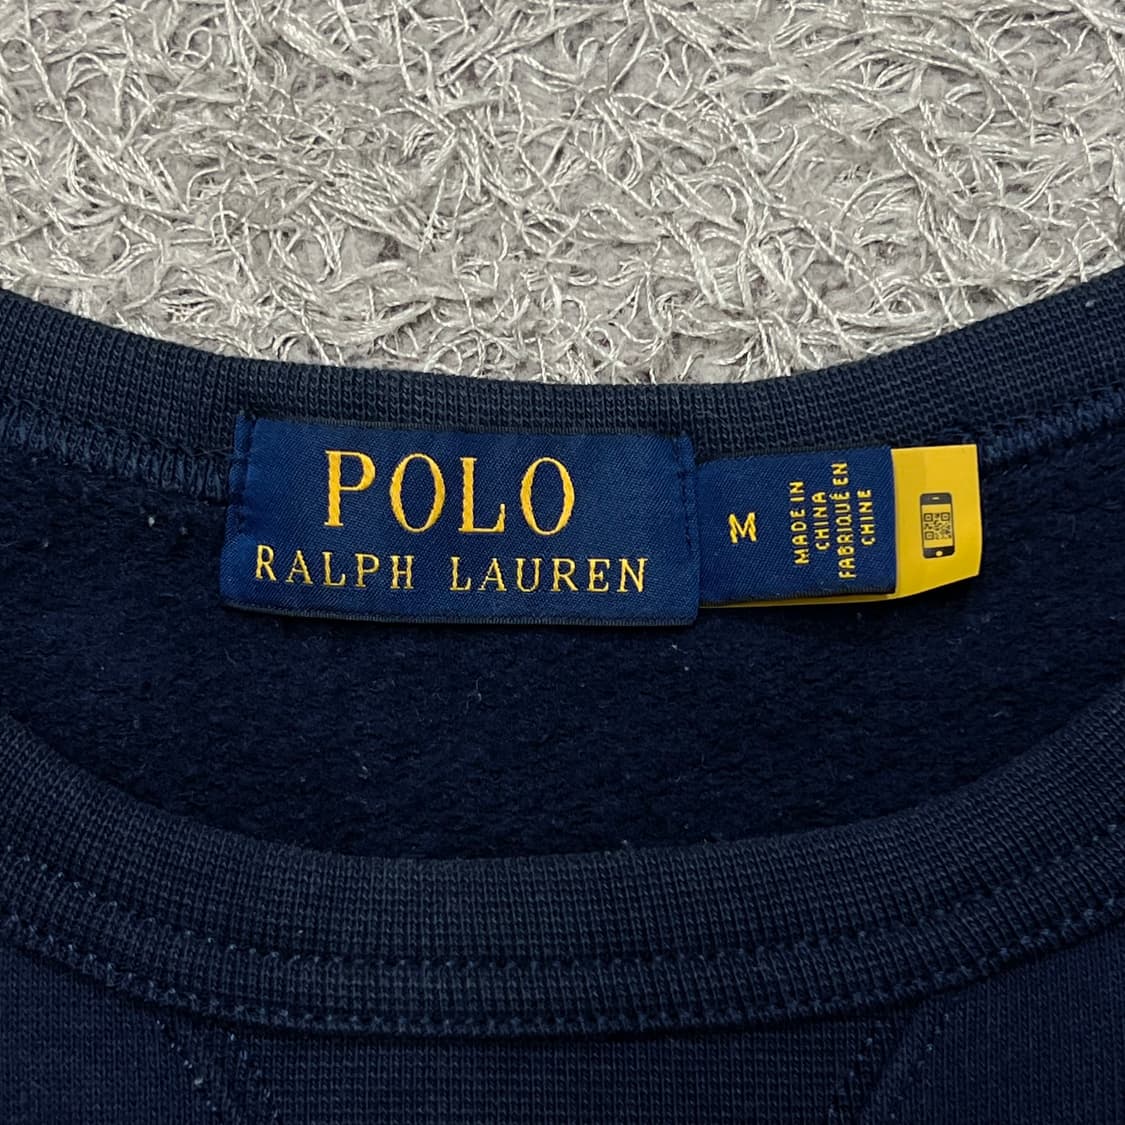 POLO
RALPH LAUREN
M
MADE IN
CHINA
FABRIQUÉ EN
CHINE